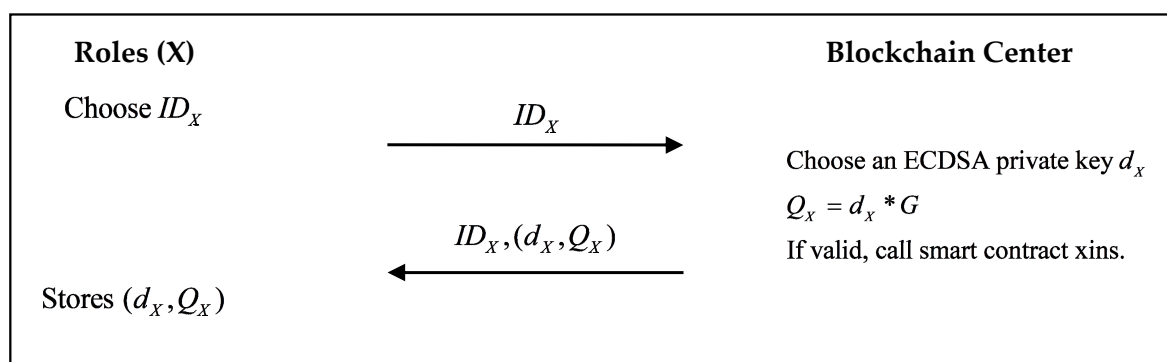 Roles (X)
Blockchain Center
Choose ID_X
ID_X
Choose an ECDSA private key d_X
Q_X = d_X * G
If valid, call smart contract xins.
ID_X,(d_X,Q_X)
Stores (d_X,Q_X)